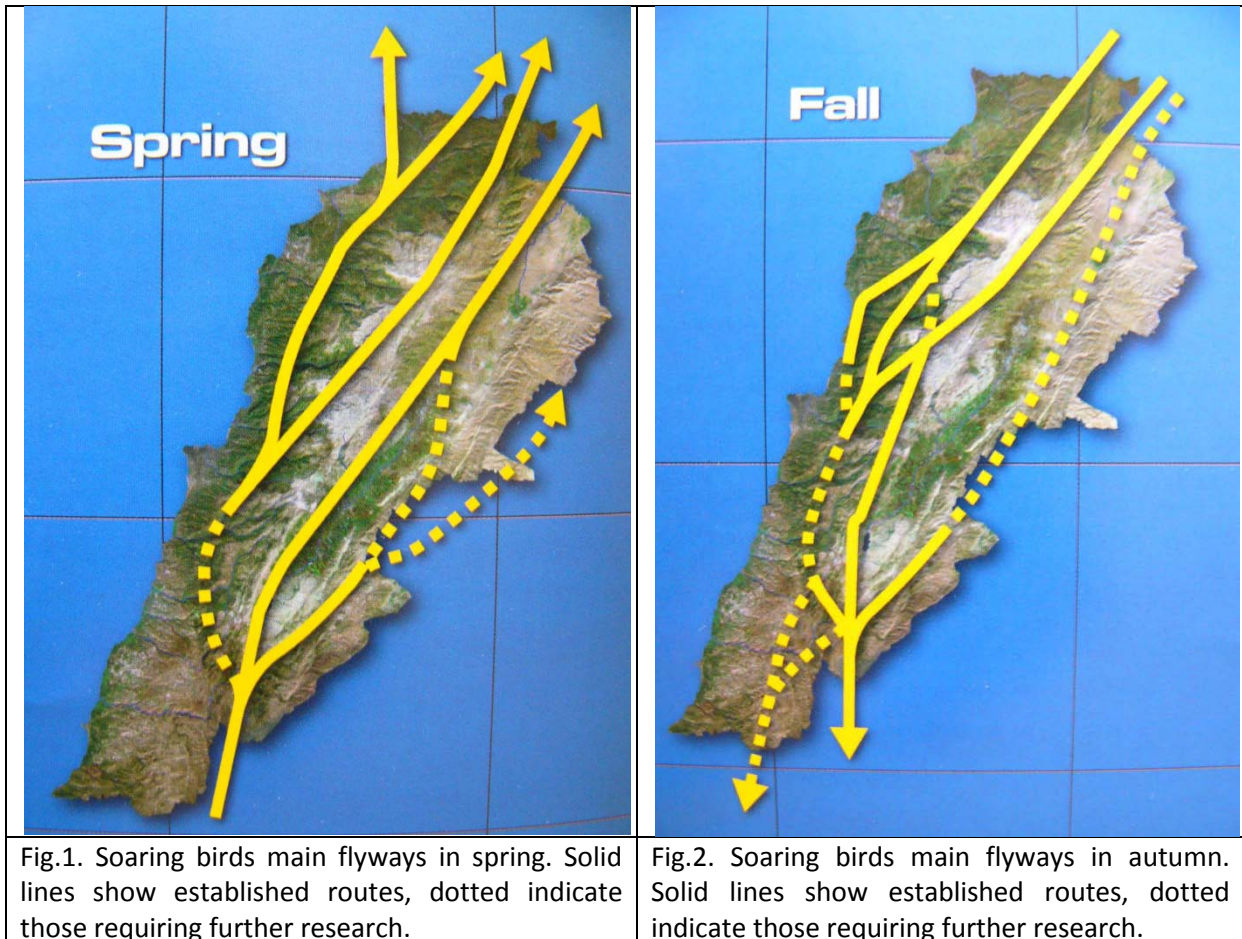 Spring
Fall
Fig.1. Soaring birds main flyways in spring. Solid
lines show established routes, dotted indicate
those requiring further research.
Fig.2. Soaring birds main flyways in autumn.
Solid lines show established routes, dotted
indicate those requiring further research.